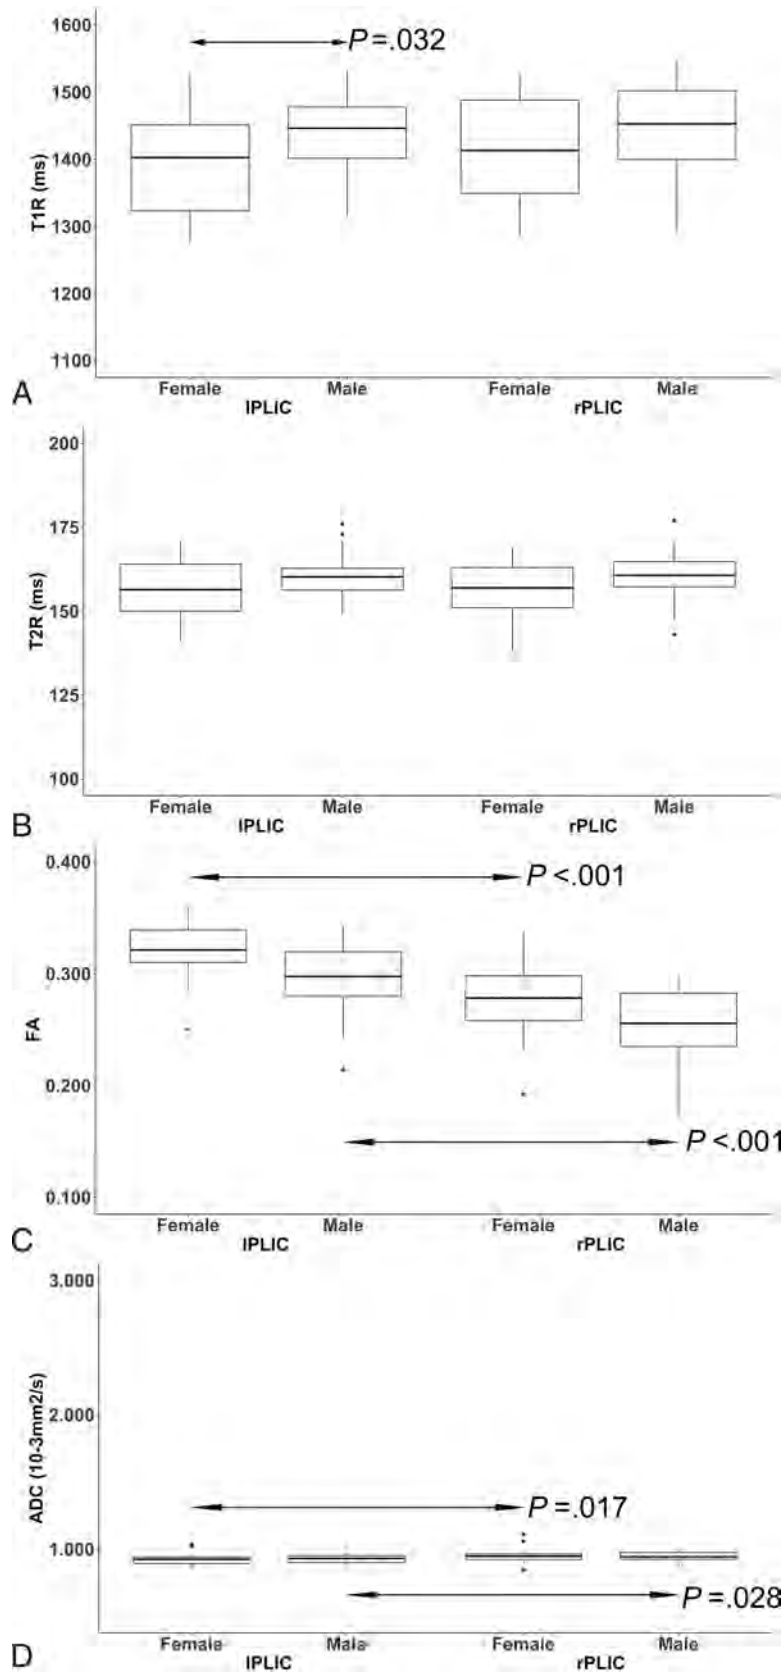 1600
P =.032
1500
1400
1300
1200
1100
T1R (ms)
Female Male Female Male
A
lPLIC rPLIC
200
175
150
125
100
T2R (ms)
Female Male Female Male
B
lPLIC rPLIC
0.400
P <.001
0.300
FA
0.200
P <.001
0.100
Female Male Female Male
C
lPLIC rPLIC
3.000
2.000
ADC (10-3mm2/s)
P =.017
1.000
P =.028
Female Male Female Male
D
lPLIC rPLIC